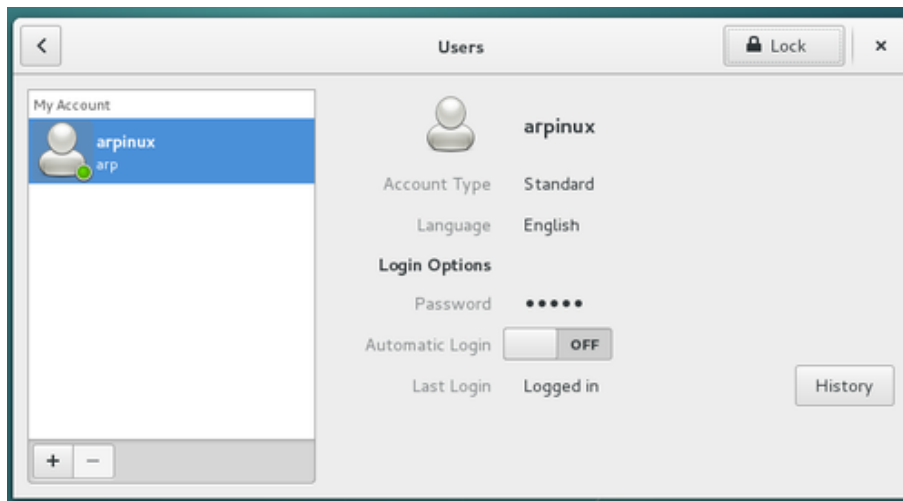 Users
Lock
My Account
arpinux
arp
arpinux
Account Type Standard
Language English
Login Options
Password •••••
Automatic Login OFF
Last Login Logged in
History